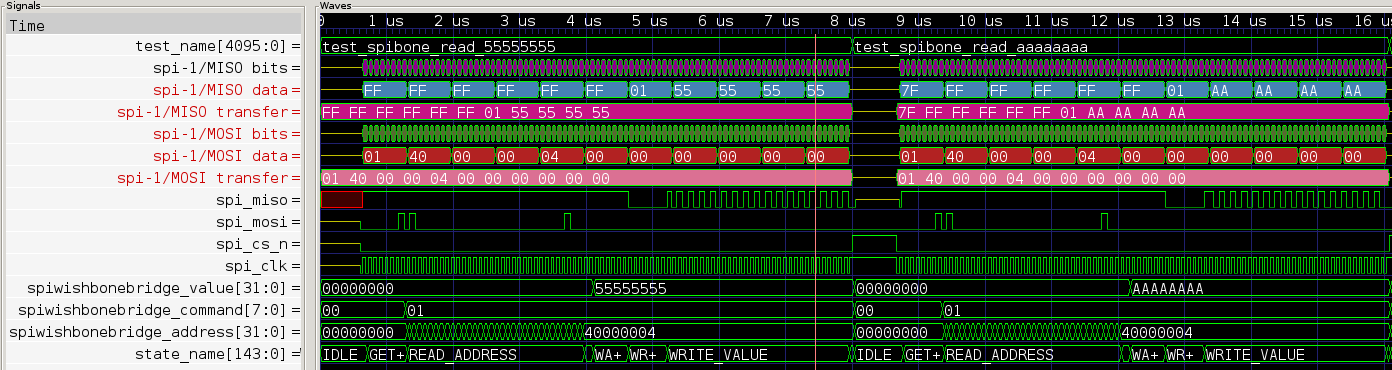 Signals Waves
Time 0 1 us 2 us 3 us 4 us 5 us 6 us 7 us 8 us 9 us 10 us 11 us 12 us 13 us 14 us 15 us 16 us
test_name[4095:0] = test_spibone_read_55555555 test_spibone_read_aaaaaaaa
spi-1/MISO bits =
spi-1/MISO data = FF FF FF FF FF FF 01 55 55 55 55 7F FF FF FF FF FF 01 AA AA AA AA
spi-1/MISO transfer = FF FF FF FF FF FF 01 55 55 55 55 7F FF FF FF FF FF 01 AA AA AA AA
spi-1/MOSI bits =
spi-1/MOSI data = 01 40 00 00 04 00 00 00 00 00 00 01 40 00 00 04 00 00 00 00 00 00
spi-1/MOSI transfer = 01 40 00 00 04 00 00 00 00 00 00 01 40 00 00 04 00 00 00 00 00 00
spi_miso =
spi_mosi =
spi_cs_n =
spi_clk =
spiwishbonebridge_value[31:0] = 00000000 55555555 00000000 AAAAAAAA
spiwishbonebridge_command[7:0] = 00 01 00 01
spiwishbonebridge_address[31:0] = 00000000 40000004 00000000 40000004
state_name[143:0] = IDLE GET+ READ_ADDRESS WA+ WR+ WRITE_VALUE IDLE GET+ READ_ADDRESS WA+ WR+ WRITE_VALUE